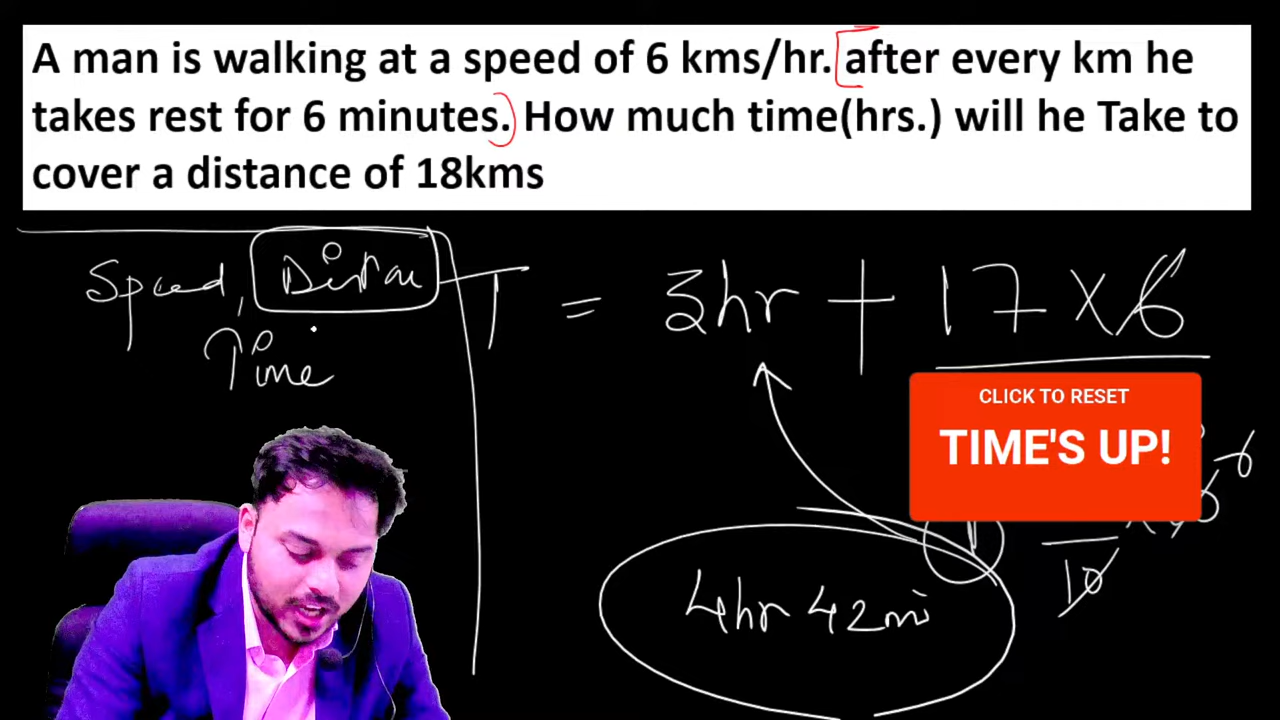 A man is walking at a speed of 6 kms/hr. after every km he
takes rest for 6 minutes. How much time(hrs.) will he Take to
cover a distance of 18kms
Speed,
Time
T = 3hr + 17 × 6
CLICK TO RESET
TIME'S UP!
6
10
4hr 42